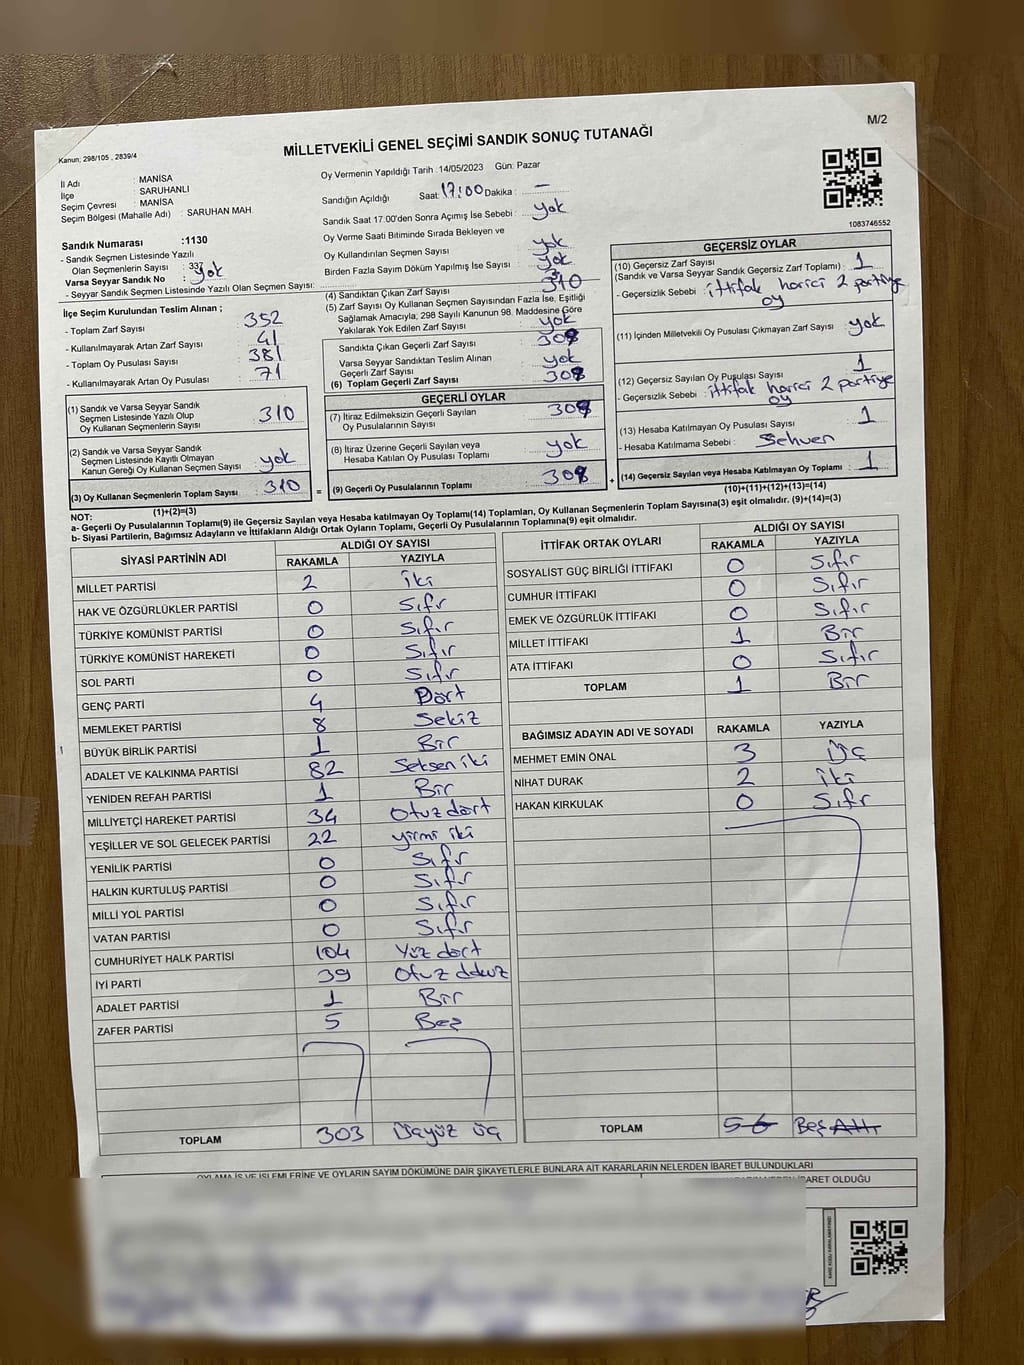 M/2
MİLLETVEKİLİ GENEL SEÇİMİ SANDIK SONUÇ TUTANAĞI
Kanun; 298/105 , 2839/4
İl Adı : MANİSA
İlçe : SARUHANLI
Seçim Çevresi : MANİSA
Seçim Bölgesi (Mahalle Adı) : SARUHAN MAH.
Sandık Numarası :1130
- Sandık Seçmen Listesinde Yazılı
Olan Seçmenlerin Sayısı : 337
Varsa Seyyar Sandık No : yok
- Seyyar Sandık Seçmen Listesinde Yazılı Olan Seçmen Sayısı:
İlçe Seçim Kurulundan Teslim Alınan ;
- Toplam Zarf Sayısı : 352
- Kullanılmayarak Artan Zarf Sayısı : 41
- Toplam Oy Pusulası Sayısı : 381
- Kullanılmayarak Artan Oy Pusulası : 71
(1) Sandık ve Varsa Seyyar Sandık
Seçmen Listesinde Yazılı Olup
Oy Kullanan Seçmenlerin Sayısı : 310
(2) Sandık ve Varsa Seyyar Sandık
Seçmen Listesinde Kayıtlı Olmayan
Kanun Gereği Oy Kullanan Seçmen Sayısı : yok
(3) Oy Kullanan Seçmenlerin Toplam Sayısı : 310
(1)+(2)=(3)
Oy Vermenin Yapıldığı Tarih :14/05/2023 Gün: Pazar
Sandığın Açıldığı Saat: 17:00 Dakika : —
Sandık Saat 17.00'den Sonra Açımış İse Sebebi : yok
Oy Verme Saati Bitiminde Sırada Bekleyen ve
Oy Kullandırılan Seçmen Sayısı : yok
Birden Fazla Sayım Döküm Yapılmış İse Sayısı : yok
(4) Sandıktan Çıkan Zarf Sayısı : 310
(5) Zarf Sayısı Oy Kullanan Seçmen Sayısından Fazla İse, Eşitliği
Sağlamak Amacıyla; 298 Sayılı Kanunun 98. Maddesine Göre
Yakılarak Yok Edilen Zarf Sayısı : yok
Sandıkta Çıkan Geçerli Zarf Sayısı :
Varsa Seyyar Sandıktan Teslim Alınan
Geçerli Zarf Sayısı : yok
(6) Toplam Geçerli Zarf Sayısı :
GEÇERLİ OYLAR
(7) İtiraz Edilmeksizin Geçerli Sayılan
Oy Pusulalarının Sayısı :
(8) İtiraz Üzerine Geçerli Sayılan veya
Hesaba Katılan Oy Pusulası Toplamı : yok
= (9) Geçerli Oy Pusulalarının Toplamı : +
1083746552
GEÇERSİZ OYLAR
(10) Geçersiz Zarf Sayısı
(Sandık ve Varsa Seyyar Sandık Geçersiz Zarf Toplamı) : 1
- Geçersizlik Sebebi : ittifak harici 2 partiye
oy
(11) İçinden Milletvekili Oy Pusulası Çıkmayan Zarf Sayısı : yok
(12) Geçersiz Sayılan Oy Pusulası Sayısı : 1
- Geçersizlik Sebebi : ittifak harici 2 partiye
oy
(13) Hesaba Katılmayan Oy Pusulası Sayısı : 1
- Hesaba Katılmama Sebebi : Sehven
(14) Geçersiz Sayılan veya Hesaba Katılmayan Oy Toplamı : 1
(10)+(11)+(12)+(13)=(14)
NOT:
a- Geçerli Oy Pusulalarının Toplamı(9) ile Geçersiz Sayılan veya Hesaba katılmayan Oy Toplamı(14) Toplamları, Oy Kullanan Seçmenlerin Toplam Sayısına(3) eşit olmalıdır. (9)+(14)=(3)
b- Siyasi Partilerin, Bağımsız Adayların ve İttifakların Aldığı Ortak Oyların Toplamı, Geçerli Oy Pusulalarının Toplamına(9) eşit olmalıdır.
SİYASİ PARTİNİN ADI ALDIĞI OY SAYISI
RAKAMLA YAZIYLA
MİLLET PARTİSİ 2 iki
HAK VE ÖZGÜRLÜKLER PARTİSİ 0 Sıfır
TÜRKİYE KOMÜNİST PARTİSİ 0 Sıfır
TÜRKİYE KOMÜNİST HAREKETİ 0 Sıfır
SOL PARTİ 0 Sıfır
GENÇ PARTİ 4 Dört
MEMLEKET PARTİSİ 8 Sekiz
BÜYÜK BİRLİK PARTİSİ 1 Bir
ADALET VE KALKINMA PARTİSİ 82 Seksen iki
YENİDEN REFAH PARTİSİ 1 Bir
MİLLİYETÇİ HAREKET PARTİSİ 34 Otuz dört
YEŞİLLER VE SOL GELECEK PARTİSİ 22 yirmi iki
YENİLİK PARTİSİ 0 Sıfır
HALKIN KURTULUŞ PARTİSİ 0 Sıfır
MİLLİ YOL PARTİSİ 0 Sıfır
VATAN PARTİSİ 0 Sıfır
CUMHURİYET HALK PARTİSİ 104 Yüz dört
İYİ PARTİ 39 Otuz dokuz
ADALET PARTİSİ 1 Bir
ZAFER PARTİSİ 5 Beş
TOPLAM 303 Üçyüz üç
İTTİFAK ORTAK OYLARI ALDIĞI OY SAYISI
RAKAMLA YAZIYLA
SOSYALİST GÜÇ BİRLİĞİ İTTİFAKI 0 Sıfır
CUMHUR İTTİFAKI 0 Sıfır
EMEK VE ÖZGÜRLÜK İTTİFAKI 0 Sıfır
MİLLET İTTİFAKI 1 Bir
ATA İTTİFAKI 0 Sıfır
TOPLAM 1 Bir
BAĞIMSIZ ADAYIN ADI VE SOYADI ALDIĞI OY SAYISI
RAKAMLA YAZIYLA
MEHMET EMİN ÖNAL 3 Üç
NİHAT DURAK 2 iki
HAKAN KIRKULAK 0 Sıfır
TOPLAM 5 6 Beş Altı
OYLAMA İŞ VE İŞLEMLERİNE VE OYLARIN SAYIM DÖKÜMÜNE DAİR ŞİKAYETLERLE BUNLARA AİT KARARLARIN NELERDEN İBARET BULUNDUKLARI
İBARET OLDUĞU